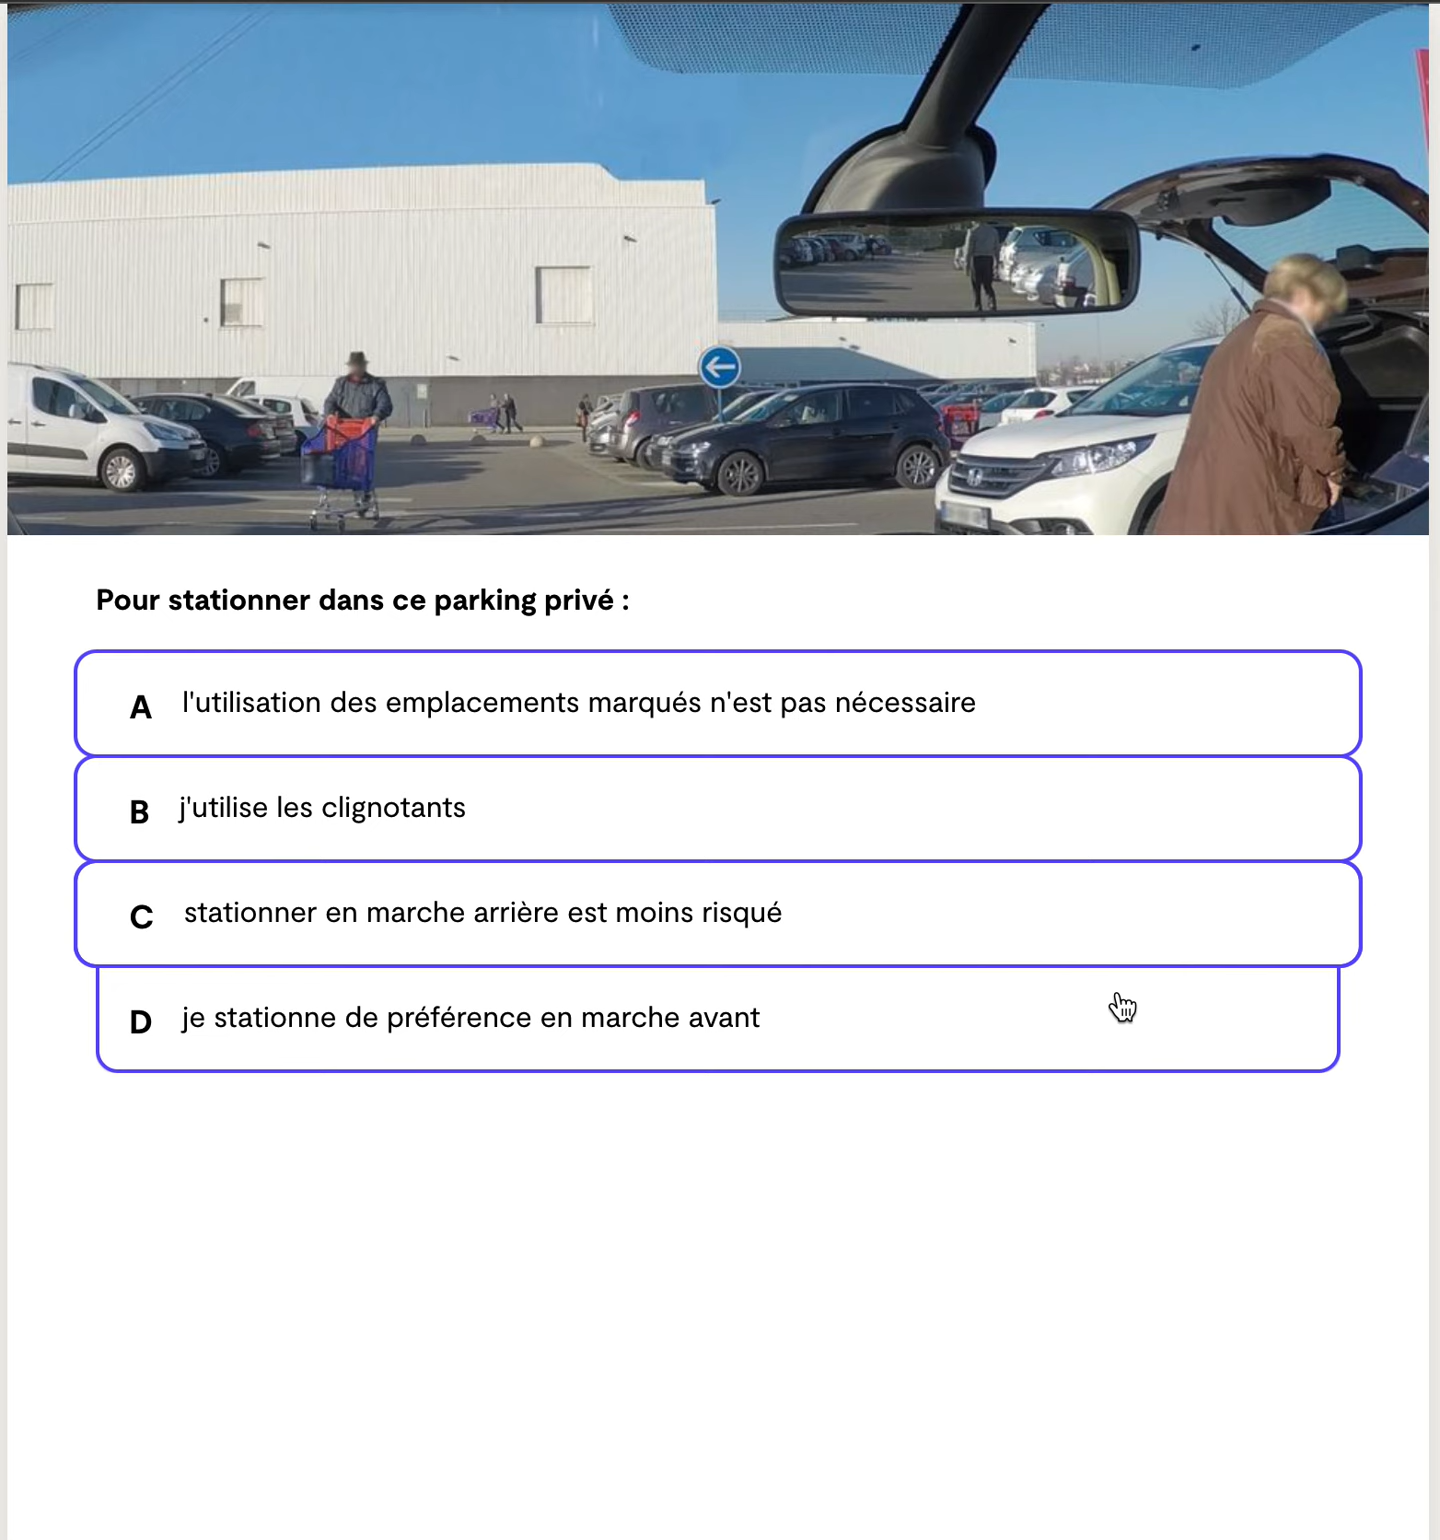 Pour stationner dans ce parking privé :
A l'utilisation des emplacements marqués n'est pas nécessaire
B j'utilise les clignotants
C stationner en marche arrière est moins risqué
D je stationne de préférence en marche avant